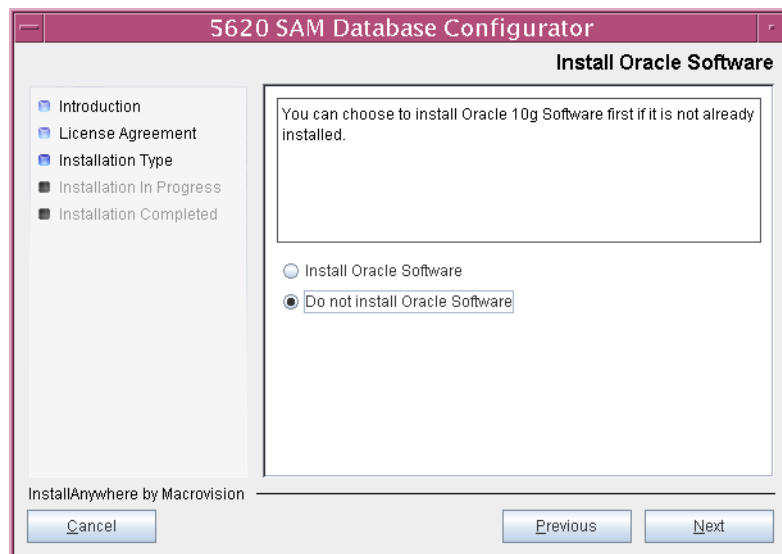 5620 SAM Database Configurator
Install Oracle Software
Introduction
License Agreement
Installation Type
Installation In Progress
Installation Completed
You can choose to install Oracle 10g Software first if it is not already
installed.
Install Oracle Software
Do not install Oracle Software
InstallAnywhere by Macrovision
Cancel
Previous
Next